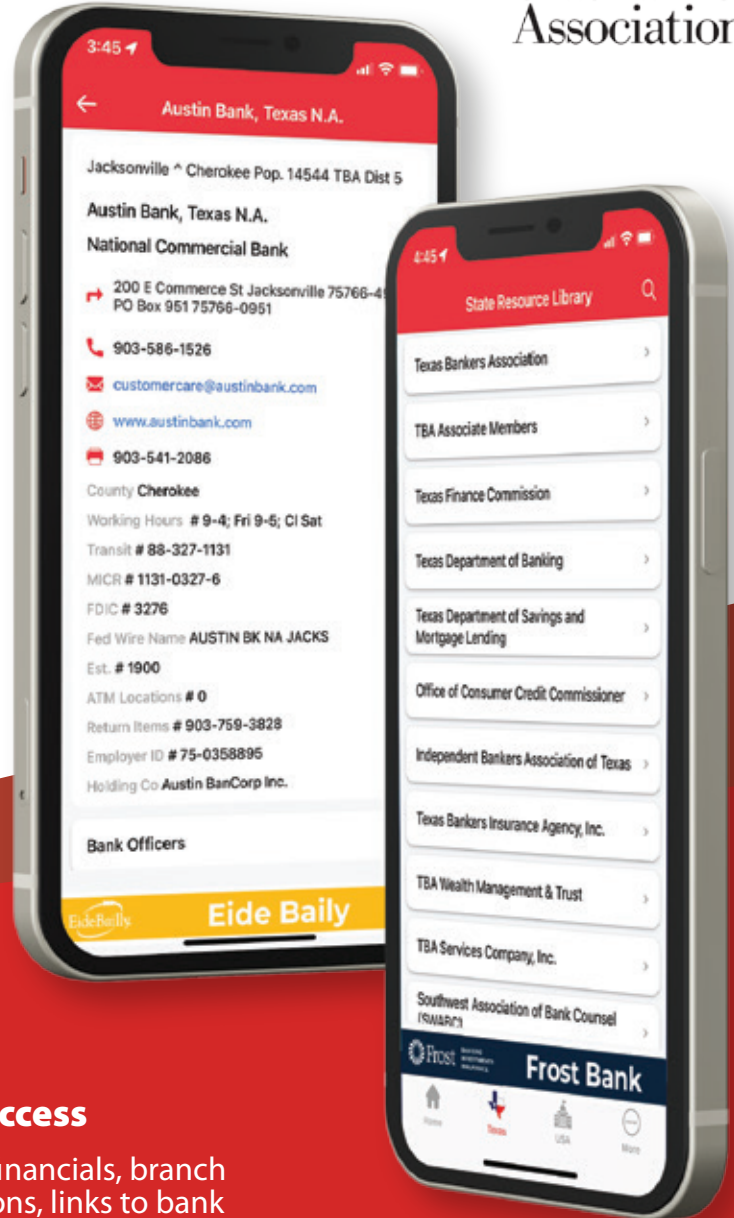 Association
3:45
Austin Bank, Texas N.A.
Jacksonville ^ Cherokee Pop. 14544 TBA Dist 5
Austin Bank, Texas N.A.
National Commercial Bank
200 E Commerce St Jacksonville 75766-4
PO Box 951 75766-0951
903-586-1526
customercare@austinbank.com
www.austinbank.com
903-541-2086
County Cherokee
Working Hours # 9-4; Fri 9-5; Cl Sat
Transit # 88-327-1131
MICR # 1131-0327-6
FDIC # 3276
Fed Wire Name AUSTIN BK NA JACKS
Est. # 1900
ATM Locations # 0
Return Items # 903-759-3828
Employer ID # 75-0358895
Holding Co Austin BanCorp Inc.
Bank Officers
EideBailly
Eide Baily
4:45
State Resource Library
Texas Bankers Association
TBA Associate Members
Texas Finance Commission
Texas Department of Banking
Texas Department of Savings and
Mortgage Lending
Office of Consumer Credit Commissioner
Independent Bankers Association of Texas
Texas Bankers Insurance Agency, Inc.
TBA Wealth Management & Trust
TBA Services Company, Inc.
Southwest Association of Bank Counsel
(SWABC)
Frost
Frost Bank
Home
Texas
USA
More
ccess
inancials, branch
ons, links to bank